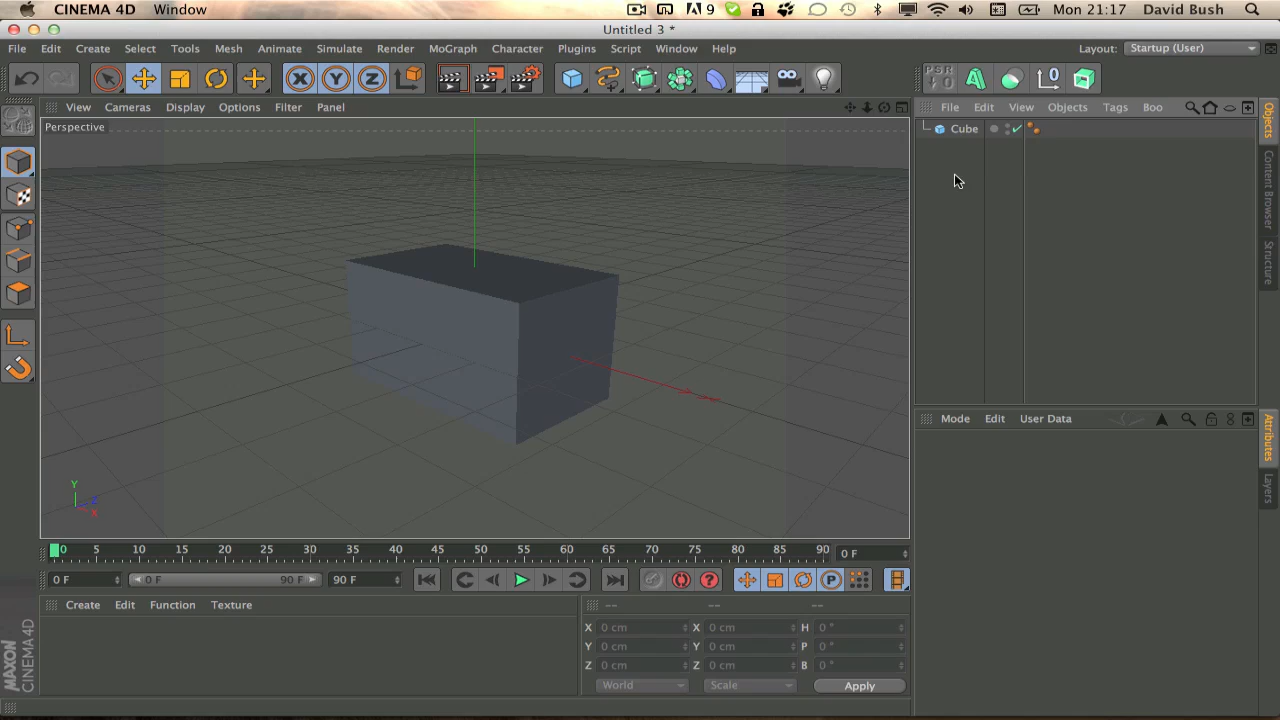 CINEMA 4D Window 9 Mon 21:17 David Bush
Untitled 3 *
File Edit Create Select Tools Mesh Animate Simulate Render MoGraph Character Plugins Script Window Help Layout: Startup (User)
X Y Z PSR 0 0
View Cameras Display Options Filter Panel
File Edit View Objects Tags Boo
Perspective
Cube
Objects
Content Browser
Structure
Mode Edit User Data
Attributes
Layers
Y
Z
X
0 5 10 15 20 25 30 35 40 45 50 55 60 65 70 75 80 85 90 0 F
0 F 0 F 90 F 90 F ? P
Create Edit Function Texture
-- -- --
X 0 cm X 0 cm H 0 °
Y 0 cm Y 0 cm P 0 °
Z 0 cm Z 0 cm B 0 °
World Scale Apply
MAXON
CINEMA 4D